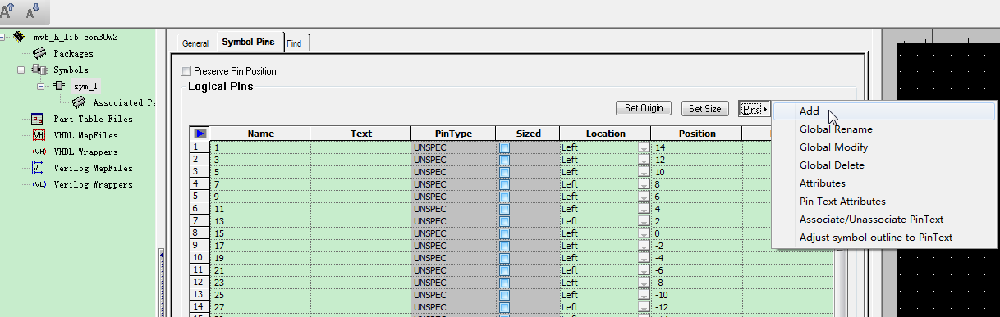 A A
mvb_h_lib.con30w2
Packages
Symbols
sym_1
Associated Pa
Part Table Files
VHDL MapFiles
VHDL Wrappers
Verilog MapFiles
Verilog Wrappers
General Symbol Pins Find
Preserve Pin Position
Logical Pins
Set Origin Set Size Pins
Add
Global Rename
Global Modify
Global Delete
Attributes
Pin Text Attributes
Associate/Unassociate PinText
Adjust symbol outline to PinText
Name Text PinType Sized Location Position
1 1 UNSPEC Left 14
2 3 UNSPEC Left 12
3 5 UNSPEC Left 10
4 7 UNSPEC Left 8
5 9 UNSPEC Left 6
6 11 UNSPEC Left 4
7 13 UNSPEC Left 2
8 15 UNSPEC Left 0
9 17 UNSPEC Left -2
10 19 UNSPEC Left -4
11 21 UNSPEC Left -6
12 23 UNSPEC Left -8
13 25 UNSPEC Left -10
14 27 UNSPEC Left -12